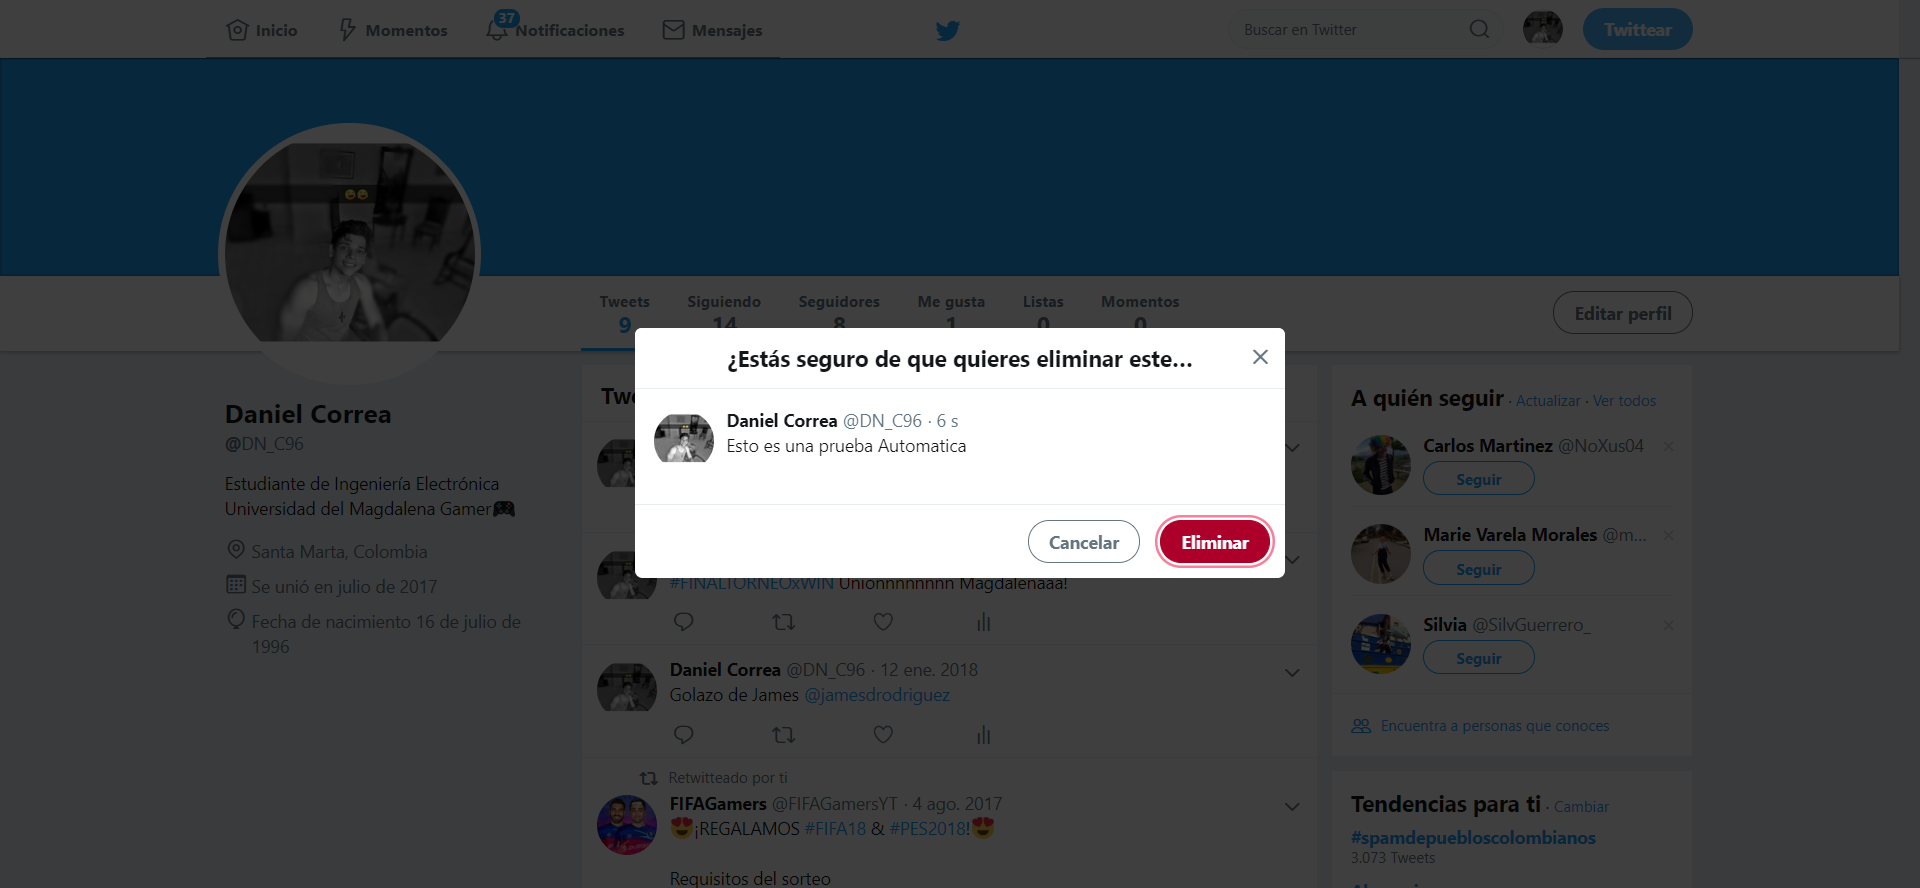 Inicio
Momentos
37
Notificaciones
Mensajes
Buscar en Twitter
Twittear
Tweets
9
Siguiendo
14
Seguidores
8
Me gusta
1
Listas
0
Momentos
0
Editar perfil
Daniel Correa
@DN_C96
Estudiante de Ingeniería Electrónica
Universidad del Magdalena Gamer🎮
Santa Marta, Colombia
Se unió en julio de 2017
Fecha de nacimiento 16 de julio de
1996
¿Estás seguro de que quieres eliminar este...
Daniel Correa @DN_C96 · 6 s
Esto es una prueba Automatica
Cancelar
Eliminar
#FINALTORNEOxWIN Unionnnnnnn Magdalenaaa!
Daniel Correa @DN_C96 · 12 ene. 2018
Golazo de James @jamesdrodriguez
Retwitteado por ti
FIFAGamers @FIFAGamersYT · 4 ago. 2017
😍¡REGALAMOS #FIFA18 & #PES2018!😍
Requisitos del sorteo
A quién seguir · Actualizar · Ver todos
Carlos Martinez @NoXus04
Seguir
Marie Varela Morales @m...
Seguir
Silvia @SilvGuerrero_
Seguir
Encuentra a personas que conoces
Tendencias para ti · Cambiar
#spamdepuebloscolombianos
3.073 Tweets